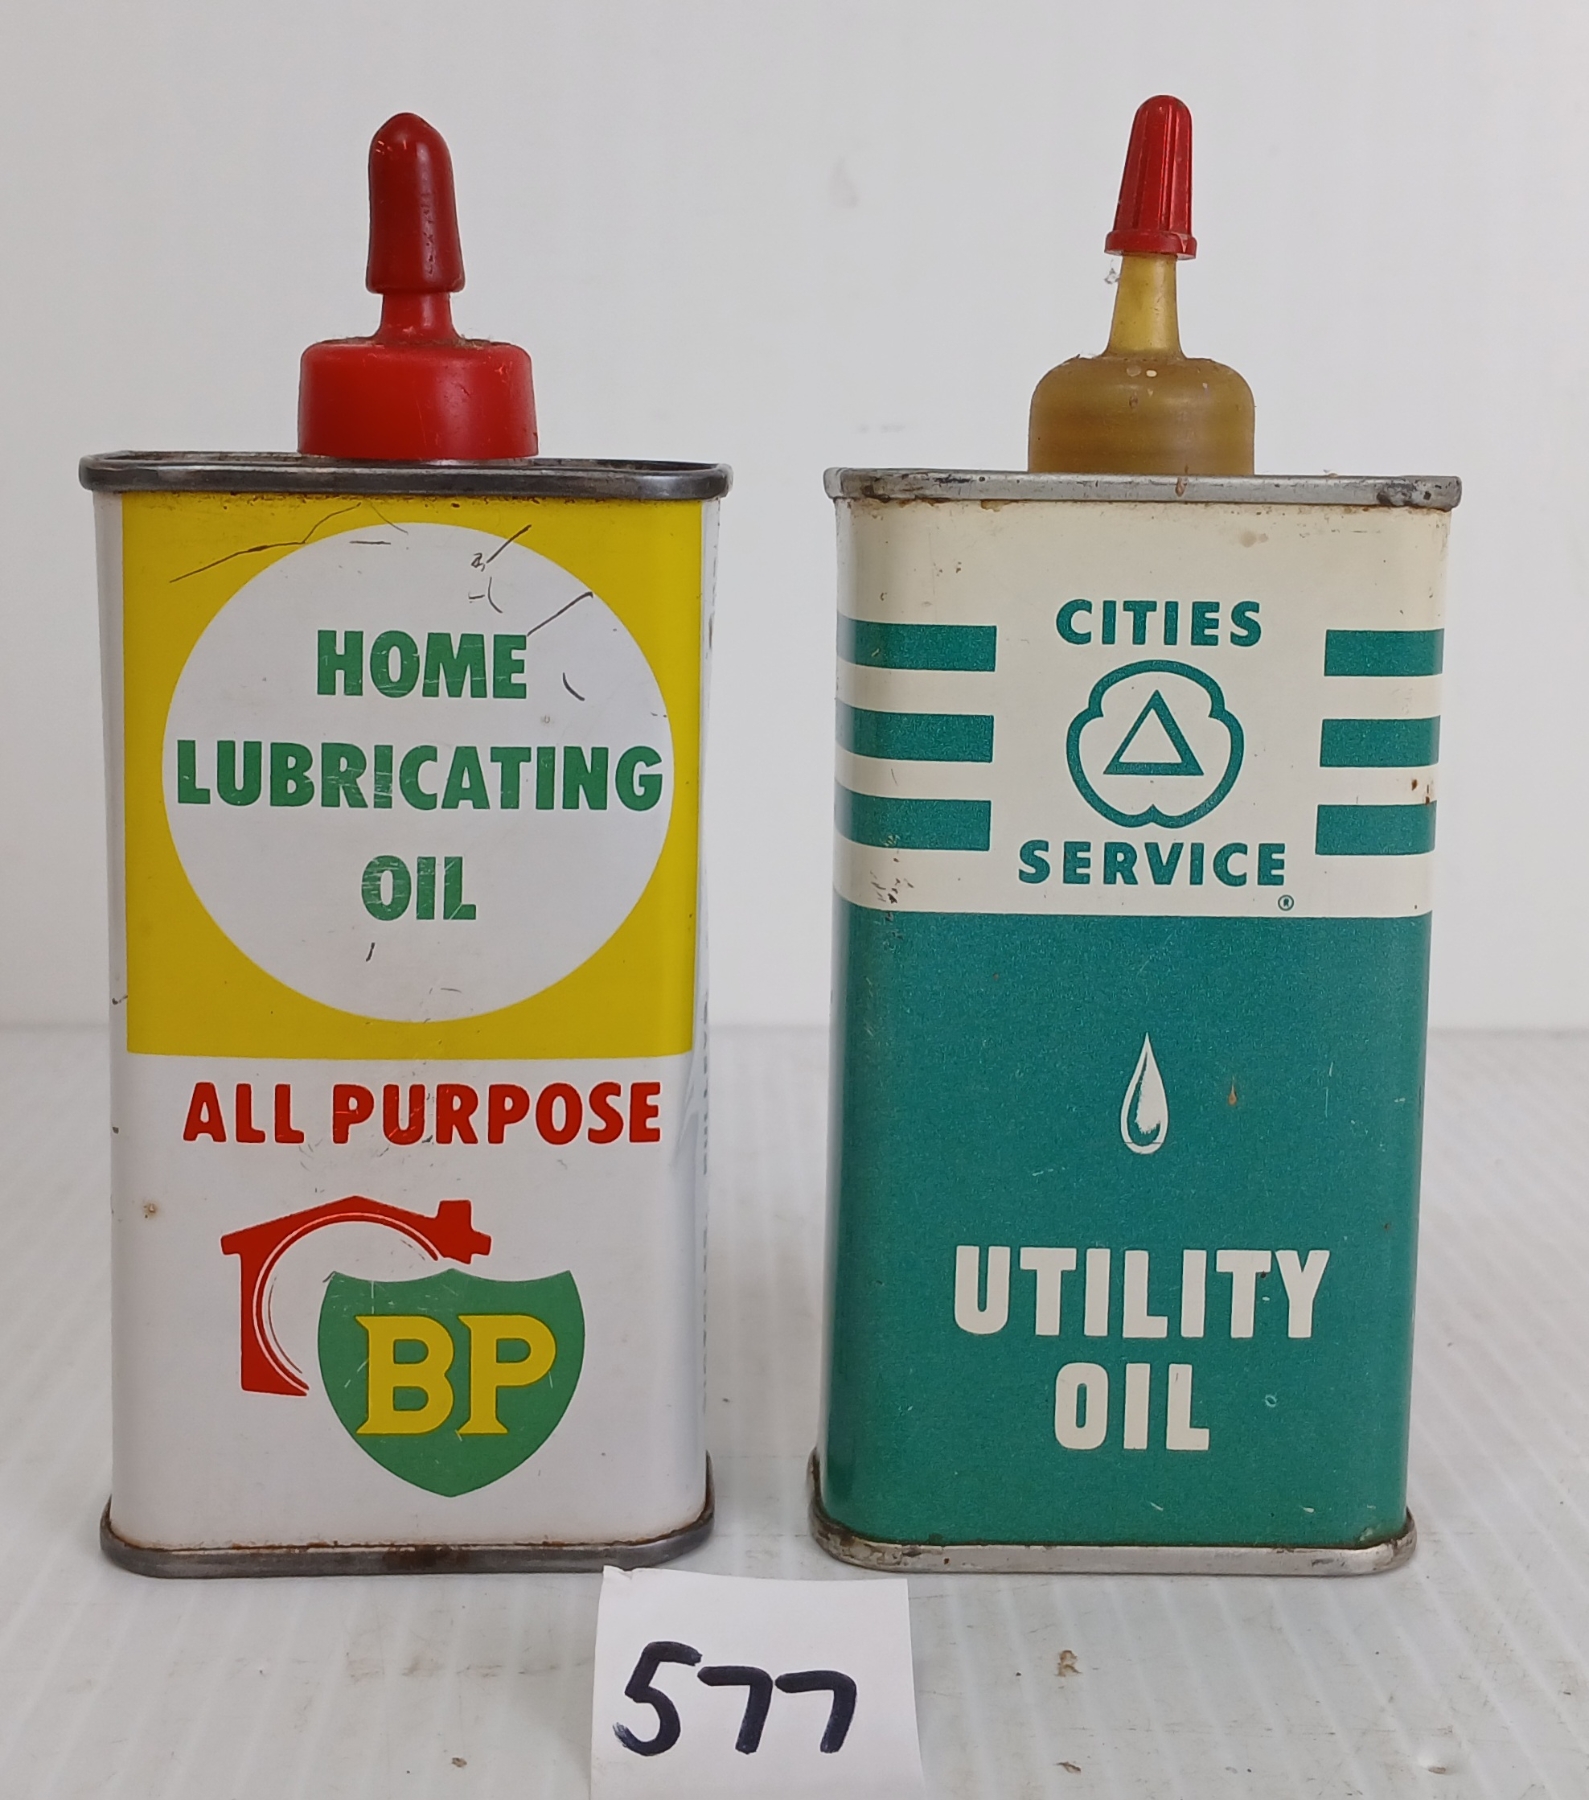 HOME
LUBRICATING
OIL
ALL PURPOSE
BP
CITIES
SERVICE
®
UTILITY
OIL
577